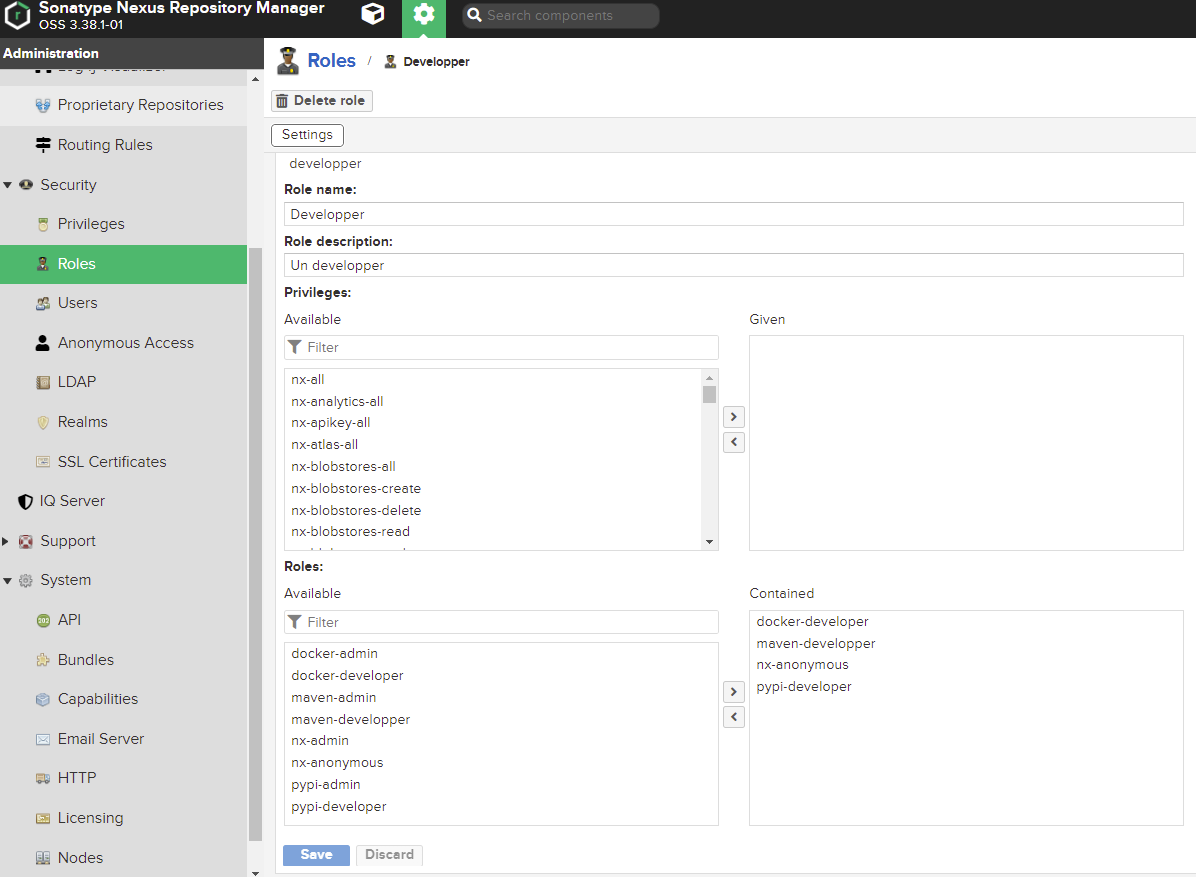 Sonatype Nexus Repository Manager
OSS 3.38.1-01
Search components
Administration
Proprietary Repositories
Routing Rules
Security
Privileges
Roles
Users
Anonymous Access
LDAP
Realms
SSL Certificates
IQ Server
Support
System
API
Bundles
Capabilities
Email Server
HTTP
Licensing
Nodes
Roles / Developper
Delete role
Settings
developper
Role name:
Developper
Role description:
Un developper
Privileges:
Available
Given
Filter
nx-all
nx-analytics-all
nx-apikey-all
nx-atlas-all
nx-blobstores-all
nx-blobstores-create
nx-blobstores-delete
nx-blobstores-read
Roles:
Available
Contained
Filter
docker-admin
docker-developer
maven-admin
maven-developper
nx-admin
nx-anonymous
pypi-admin
pypi-developer
docker-developer
maven-developper
nx-anonymous
pypi-developer
Save
Discard